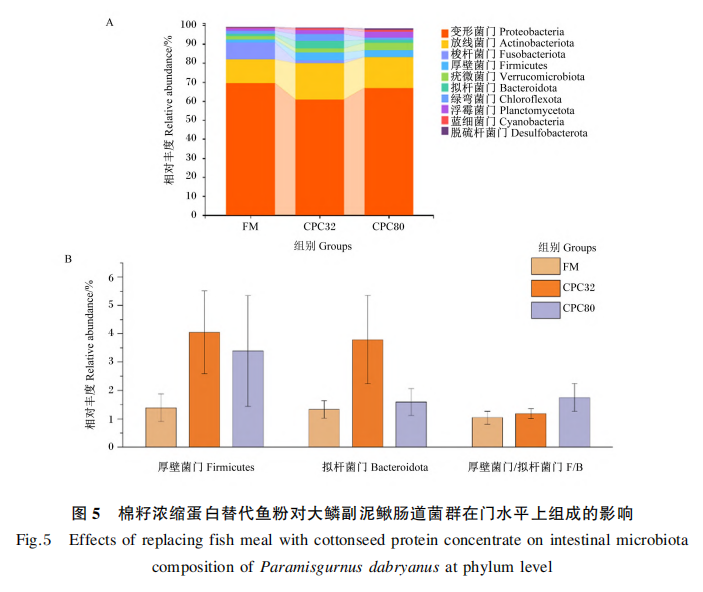 A
相对丰度 Relative abundance/%
100
90
80
70
60
50
40
30
20
10
0
FM
CPC32
CPC80
组别 Groups
变形菌门 Proteobacteria
放线菌门 Actinobacteriota
梭杆菌门 Fusobacteriota
厚壁菌门 Firmicutes
疣微菌门 Verrucomicrobiota
拟杆菌门 Bacteroidota
绿弯菌门 Chloroflexota
浮霉菌门 Planctomycetota
蓝细菌门 Cyanobacteria
脱硫杆菌门 Desulfobacterota
B
相对丰度 Relative abundance/%
6
5
4
3
2
1
0
厚壁菌门 Firmicutes
拟杆菌门 Bacteroidota
厚壁菌门/拟杆菌门 F/B
组别 Groups
FM
CPC32
CPC80
图 5 棉籽浓缩蛋白替代鱼粉对大鳞副泥鳅肠道菌群在门水平上组成的影响
Fig.5 Effects of replacing fish meal with cottonseed protein concentrate on intestinal microbiota
composition of Paramisgurnus dabryanus at phylum level